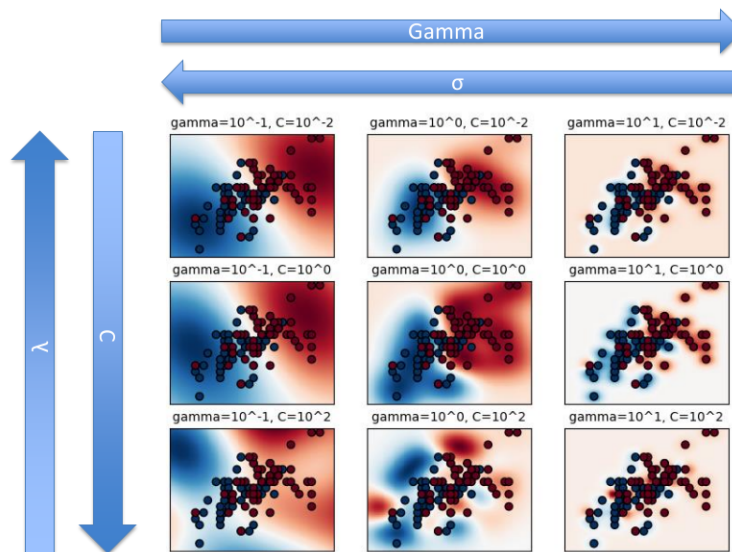 Gamma
σ
gamma=10^-1, C=10^-2
gamma=10^0, C=10^-2
gamma=10^1, C=10^-2
λ
C
gamma=10^-1, C=10^0
gamma=10^0, C=10^0
gamma=10^1, C=10^0
gamma=10^-1, C=10^2
gamma=10^0, C=10^2
gamma=10^1, C=10^2